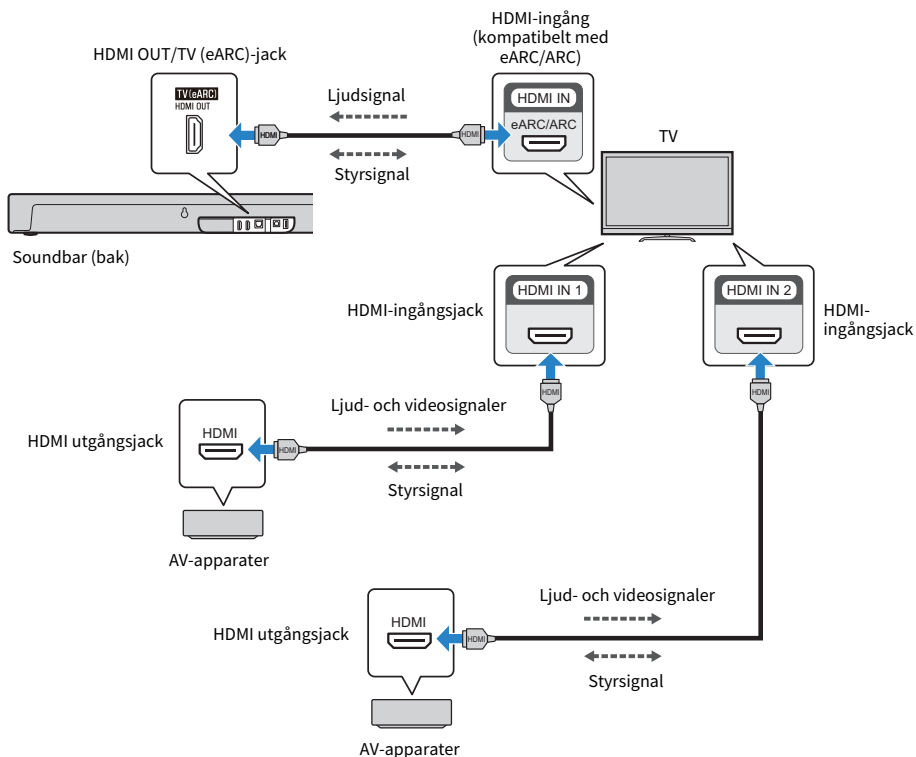 HDMI-ingång
(kompatibelt med
eARC/ARC)
HDMI OUT/TV (eARC)-jack
TV(eARC)
HDMI OUT
HDMI
Ljudsignal
Styrsignal
HDMI
HDMI IN
eARC/ARC
TV
Soundbar (bak)
HDMI-ingångsjack
HDMI IN 1
HDMI IN 2
HDMI-
ingångsjack
HDMI
HDMI
HDMI utgångsjack
HDMI
HDMI
Ljud- och videosignaler
Styrsignal
AV-apparater
HDMI utgångsjack
HDMI
HDMI
Ljud- och videosignaler
Styrsignal
AV-apparater